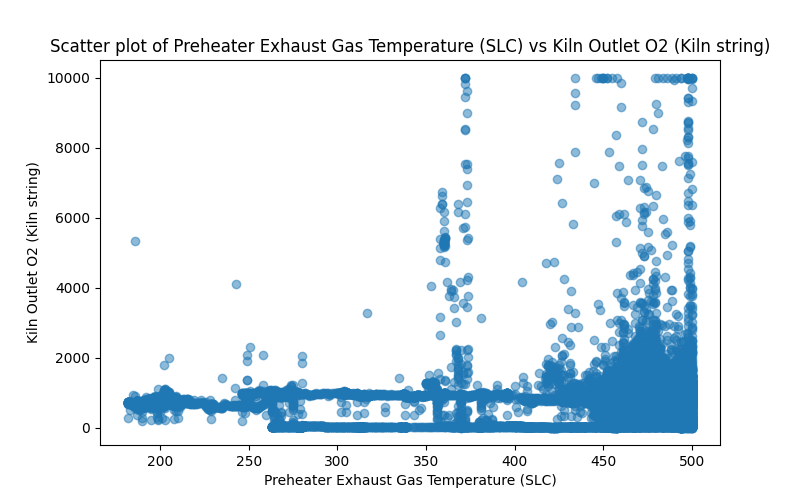 Scatter plot of Preheater Exhaust Gas Temperature (SLC) vs Kiln Outlet O2 (Kiln string)
10000
8000
6000
4000
2000
0
Kiln Outlet O2 (Kiln string)
200 250 300 350 400 450 500
Preheater Exhaust Gas Temperature (SLC)